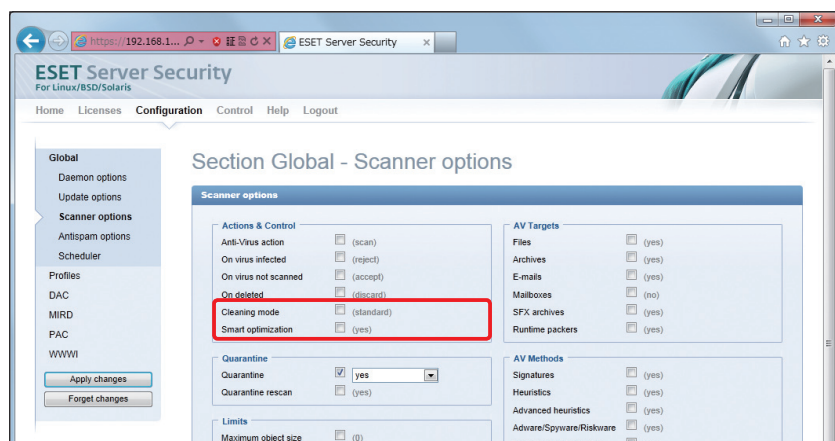 https://192.168.1...
ESET Server Security
ESET Server Security
For Linux/BSD/Solaris
Home Licenses Configuration Control Help Logout
Global
Daemon options
Update options
Scanner options
Antispam options
Scheduler
Profiles
DAC
MIRD
PAC
WWWI
Apply changes
Forget changes
Section Global - Scanner options
Scanner options
Actions & Control
Anti-Virus action (scan)
On virus infected (reject)
On virus not scanned (accept)
On deleted (discard)
Cleaning mode (standard)
Smart optimization (yes)
Quarantine
Quarantine yes
Quarantine rescan (yes)
Limits
Maximum object size (0)
AV Targets
Files (yes)
Archives (yes)
E-mails (yes)
Mailboxes (no)
SFX archives (yes)
Runtime packers (yes)
AV Methods
Signatures (yes)
Heuristics (yes)
Advanced heuristics (yes)
Adware/Spyware/Riskware (yes)